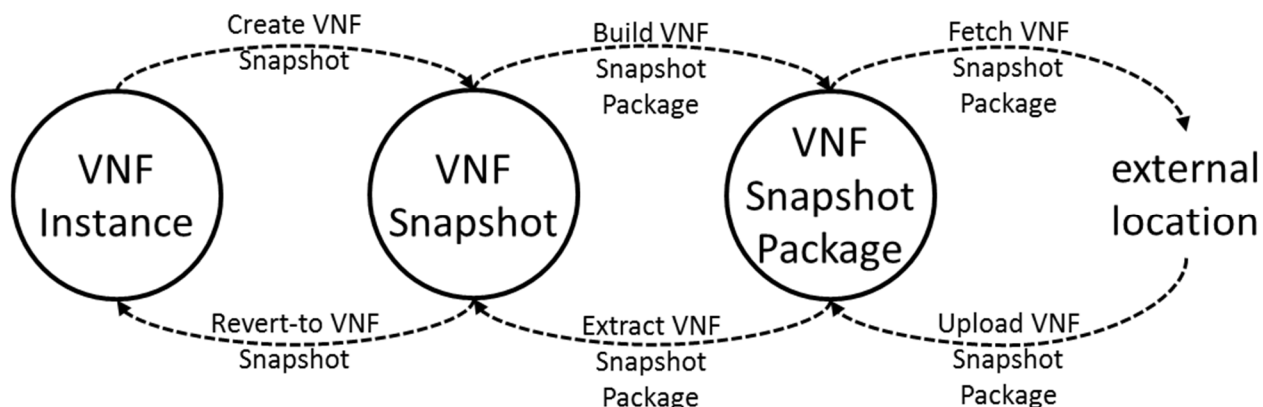 Create VNF
Snapshot
Build VNF
Snapshot
Package
Fetch VNF
Snapshot
Package
VNF
Instance
VNF
Snapshot
VNF
Snapshot
Package
external
location
Revert-to VNF
Snapshot
Extract VNF
Snapshot
Package
Upload VNF
Snapshot
Package